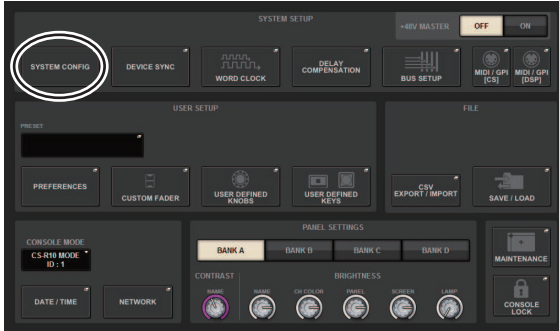 SYSTEM SETUP
+48V MASTER
OFF
ON
SYSTEM CONFIG
DEVICE SYNC
WORD CLOCK
DELAY
COMPENSATION
BUS SETUP
MIDI / GPI
[CS]
MIDI / GPI
[DSP]
USER SETUP
PRESET
PREFERENCES
CUSTOM FADER
USER DEFINED
KNOBS
USER DEFINED
KEYS
FILE
CSV
EXPORT / IMPORT
SAVE / LOAD
CONSOLE MODE
CS-R10 MODE
ID : 1
DATE / TIME
NETWORK
PANEL SETTINGS
BANK A
BANK B
BANK C
BANK D
CONTRAST
BRIGHTNESS
NAME
NAME
CH COLOR
PANEL
SCREEN
LAMP
MAINTENANCE
CONSOLE
LOCK